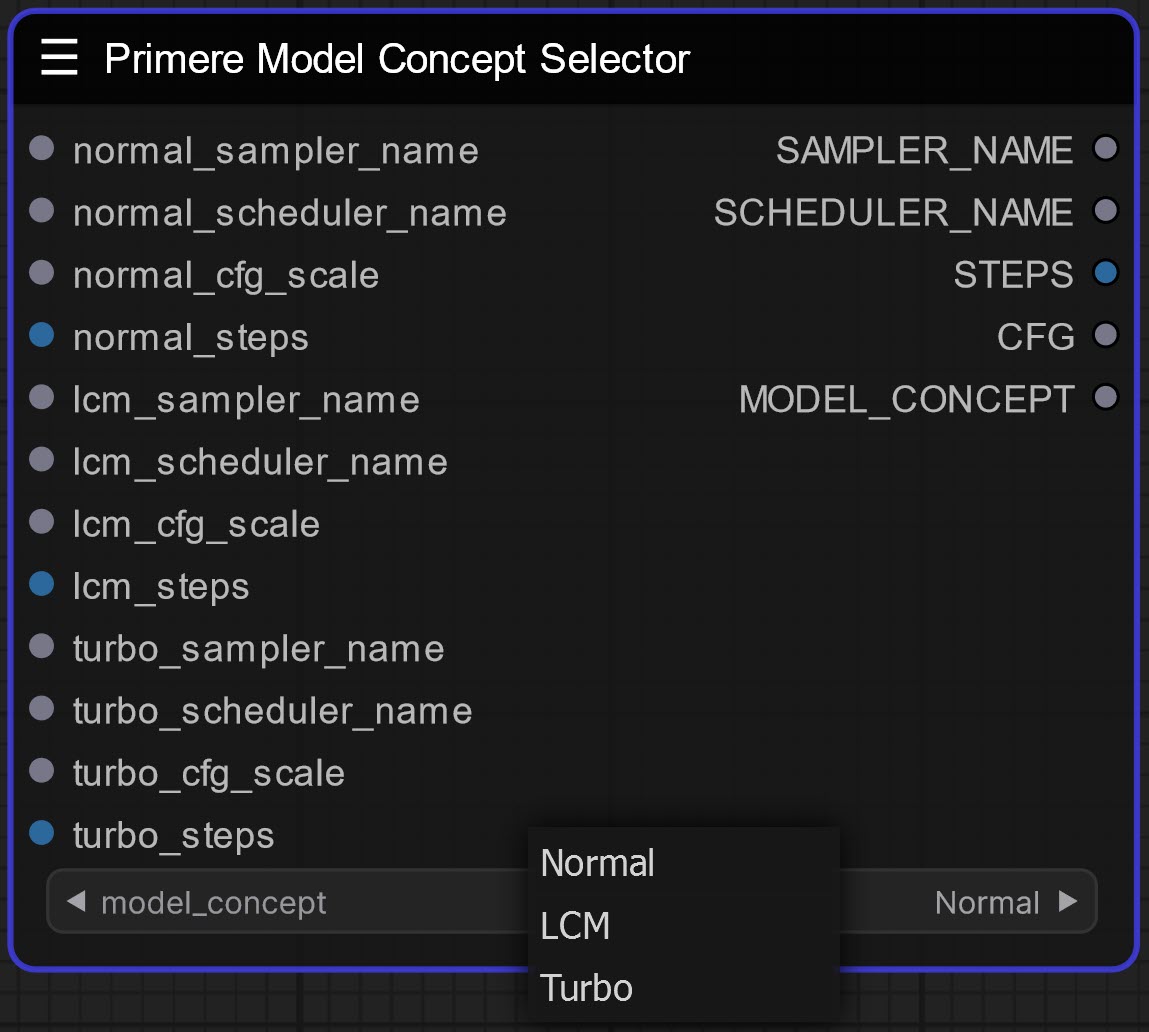 Primere Model Concept Selector
normal_sampler_name
SAMPLER_NAME
normal_scheduler_name
SCHEDULER_NAME
normal_cfg_scale
STEPS
normal_steps
CFG
lcm_sampler_name
MODEL_CONCEPT
lcm_scheduler_name
lcm_cfg_scale
lcm_steps
turbo_sampler_name
turbo_scheduler_name
turbo_cfg_scale
turbo_steps
model_concept
Normal
Normal
LCM
Turbo